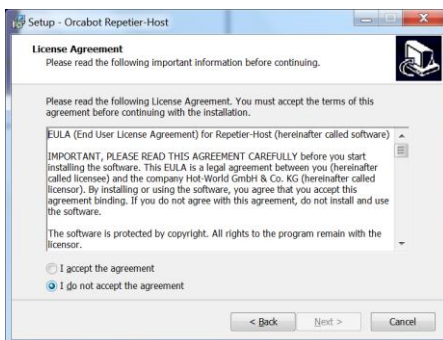 Setup - Orcabot Repetier-Host
License Agreement
Please read the following important information before continuing.
Please read the following License Agreement. You must accept the terms of this
agreement before continuing with the installation.
EULA (End User License Agreement) for Repetier-Host (hereinafter called software)
IMPORTANT, PLEASE READ THIS AGREEMENT CAREFULLY before you start
installing the software. This EULA is a legal agreement between you (hereinafter
called licensee) and the company Hot-World GmbH & Co. KG (hereinafter called
licensor). By installing or using the software, you agree that you accept this
agreement binding. If you do not agree with this agreement, do not install and use
the software.
The software is protected by copyright. All rights to the program remain with the
licensor.
I accept the agreement
I do not accept the agreement
< Back Next > Cancel